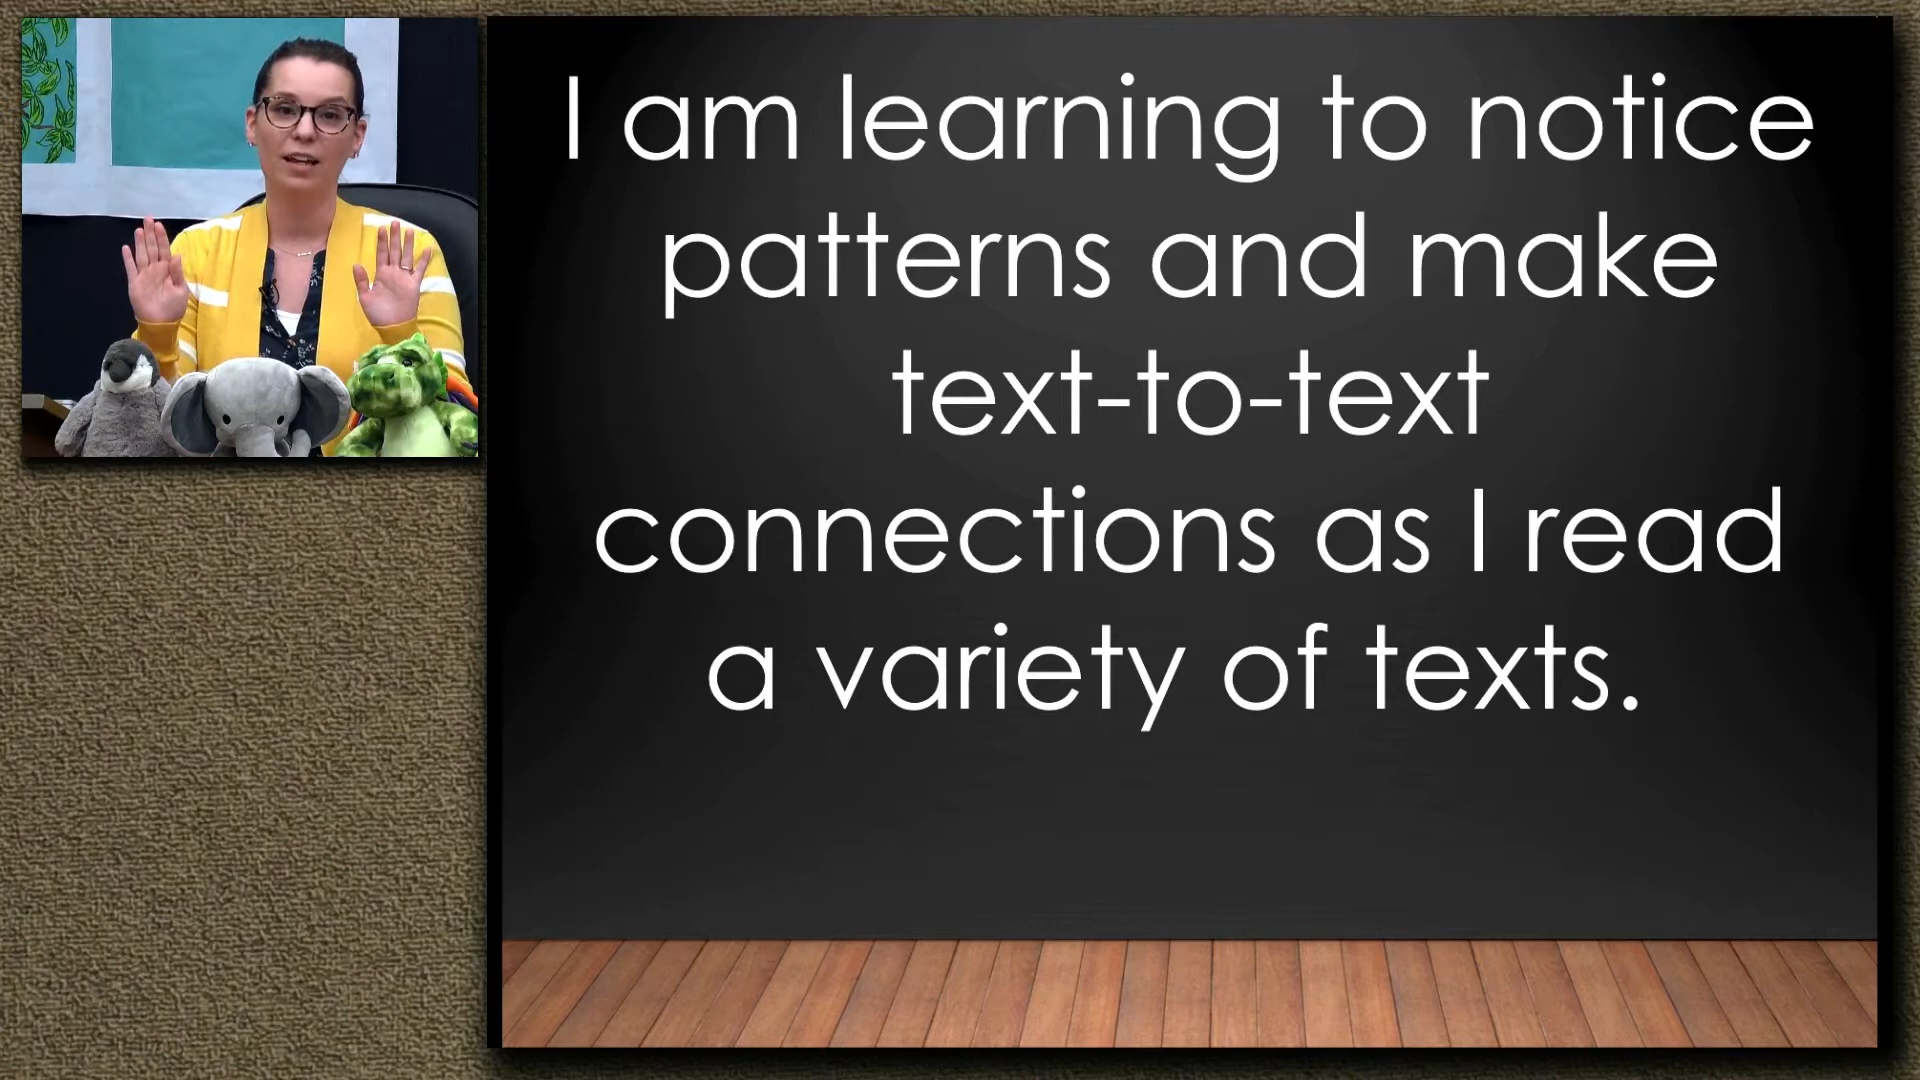 I am learning to notice
patterns and make
text-to-text
connections as I read
a variety of texts.